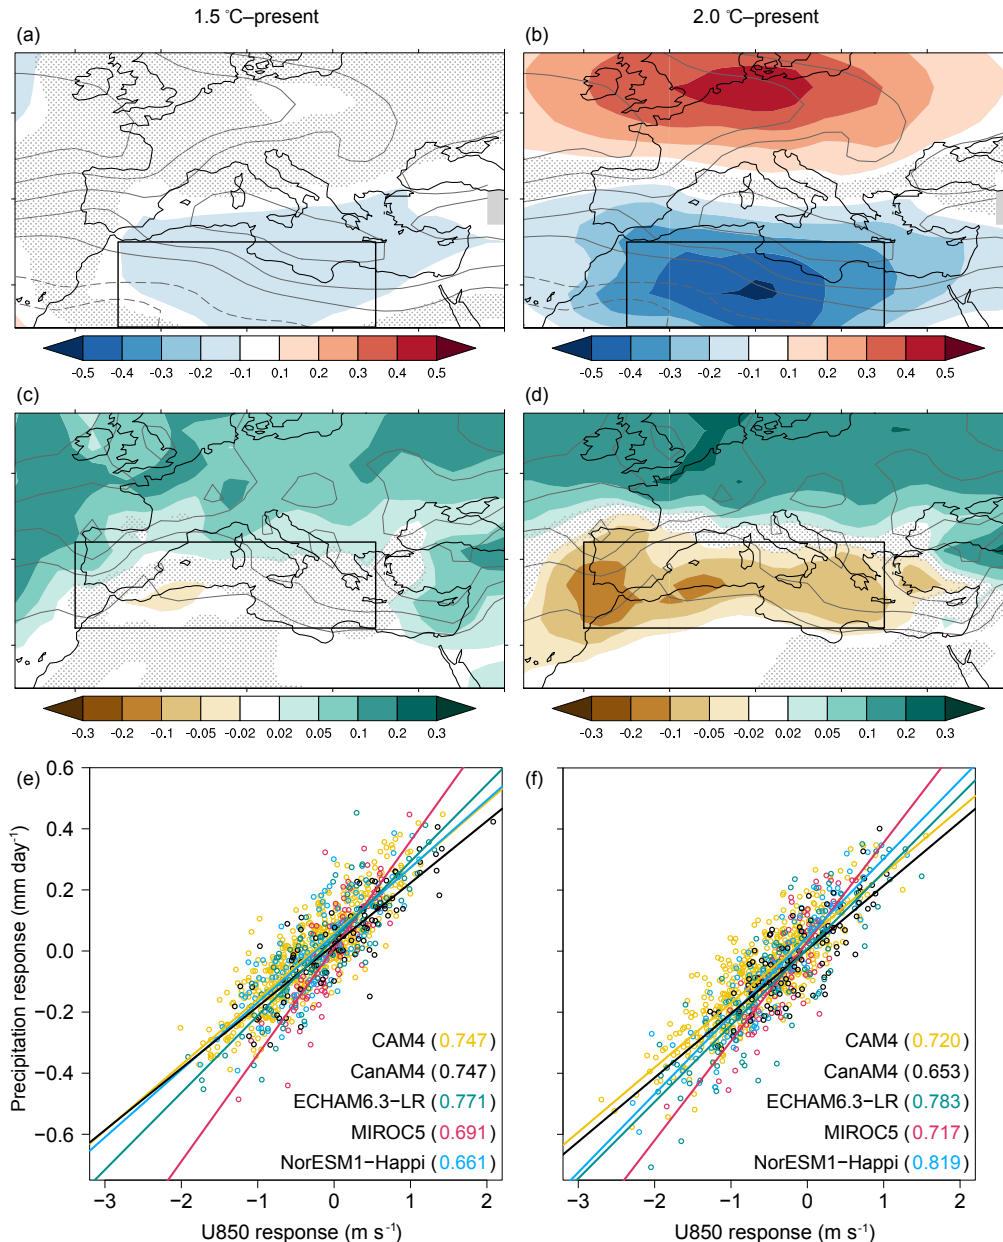 1.5 °C–present
2.0 °C–present
(a)
(b)
-0.5 -0.4 -0.3 -0.2 -0.1 0.1 0.2 0.3 0.4 0.5
-0.5 -0.4 -0.3 -0.2 -0.1 0.1 0.2 0.3 0.4 0.5
(c)
(d)
-0.3 -0.2 -0.1 -0.05 -0.02 0.02 0.05 0.1 0.2 0.3
-0.3 -0.2 -0.1 -0.05 -0.02 0.02 0.05 0.1 0.2 0.3
(e)
Precipitation response (mm day⁻¹)
0.6
0.4
0.2
0.0
−0.2
−0.4
−0.6
CAM4 (0.747)
CanAM4 (0.747)
ECHAM6.3−LR (0.771)
MIROC5 (0.691)
NorESM1−Happi (0.661)
−3 −2 −1 0 1 2
U850 response (m s⁻¹)
(f)
CAM4 (0.720)
CanAM4 (0.653)
ECHAM6.3−LR (0.783)
MIROC5 (0.717)
NorESM1−Happi (0.819)
−3 −2 −1 0 1 2
U850 response (m s⁻¹)